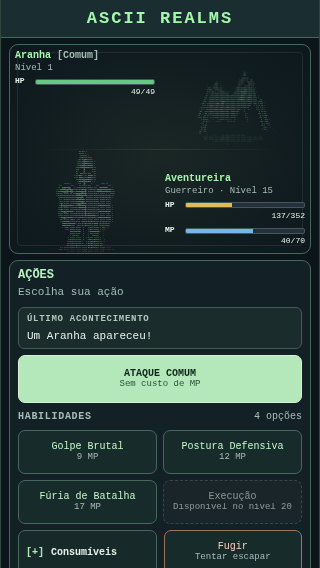 ASCII REALMS
Aranha [Comum]
Nível 1
HP
49/49
Aventureira
Guerreiro · Nível 15
HP
137/352
MP
40/70
AÇÕES
Escolha sua ação
ÚLTIMO ACONTECIMENTO
Um Aranha apareceu!
ATAQUE COMUM
Sem custo de MP
HABILIDADES
4 opções
Golpe Brutal
9 MP
Postura Defensiva
12 MP
Fúria de Batalha
17 MP
Execução
Disponível no nível 20
[+] Consumíveis
Fugir
Tentar escapar